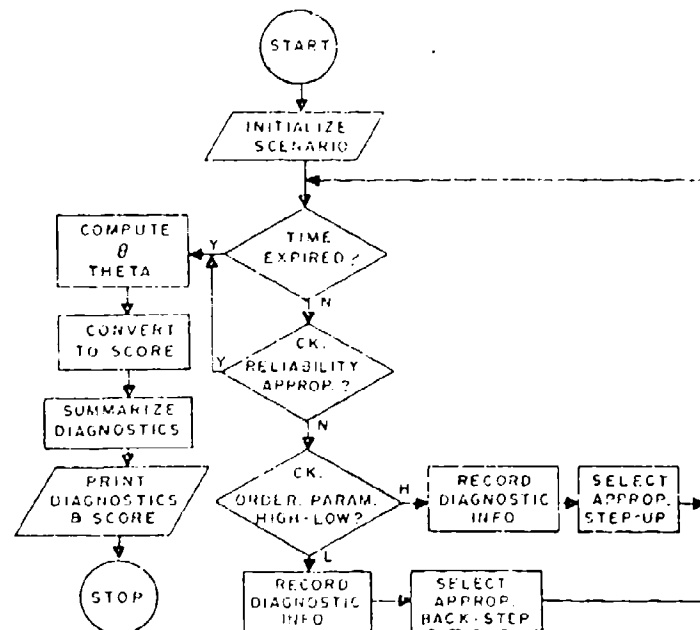 START
INITIALIZE
SCENARIO
TIME
EXPIRED?
Y
N
COMPUTE
θ
THETA
CONVERT
TO SCORE
SUMMARIZE
DIAGNOSTICS
PRINT
DIAGNOSTICS
& SCORE
STOP
CK.
RELIABILITY
APPROP.?
Y
N
CK.
ORDER. PARAM.
HIGH-LOW?
H
L
RECORD
DIAGNOSTIC
INFO
SELECT
APPROP.
STEP-UP
RECORD
DIAGNOSTIC
INFO
SELECT
APPROP.
BACK-STEP